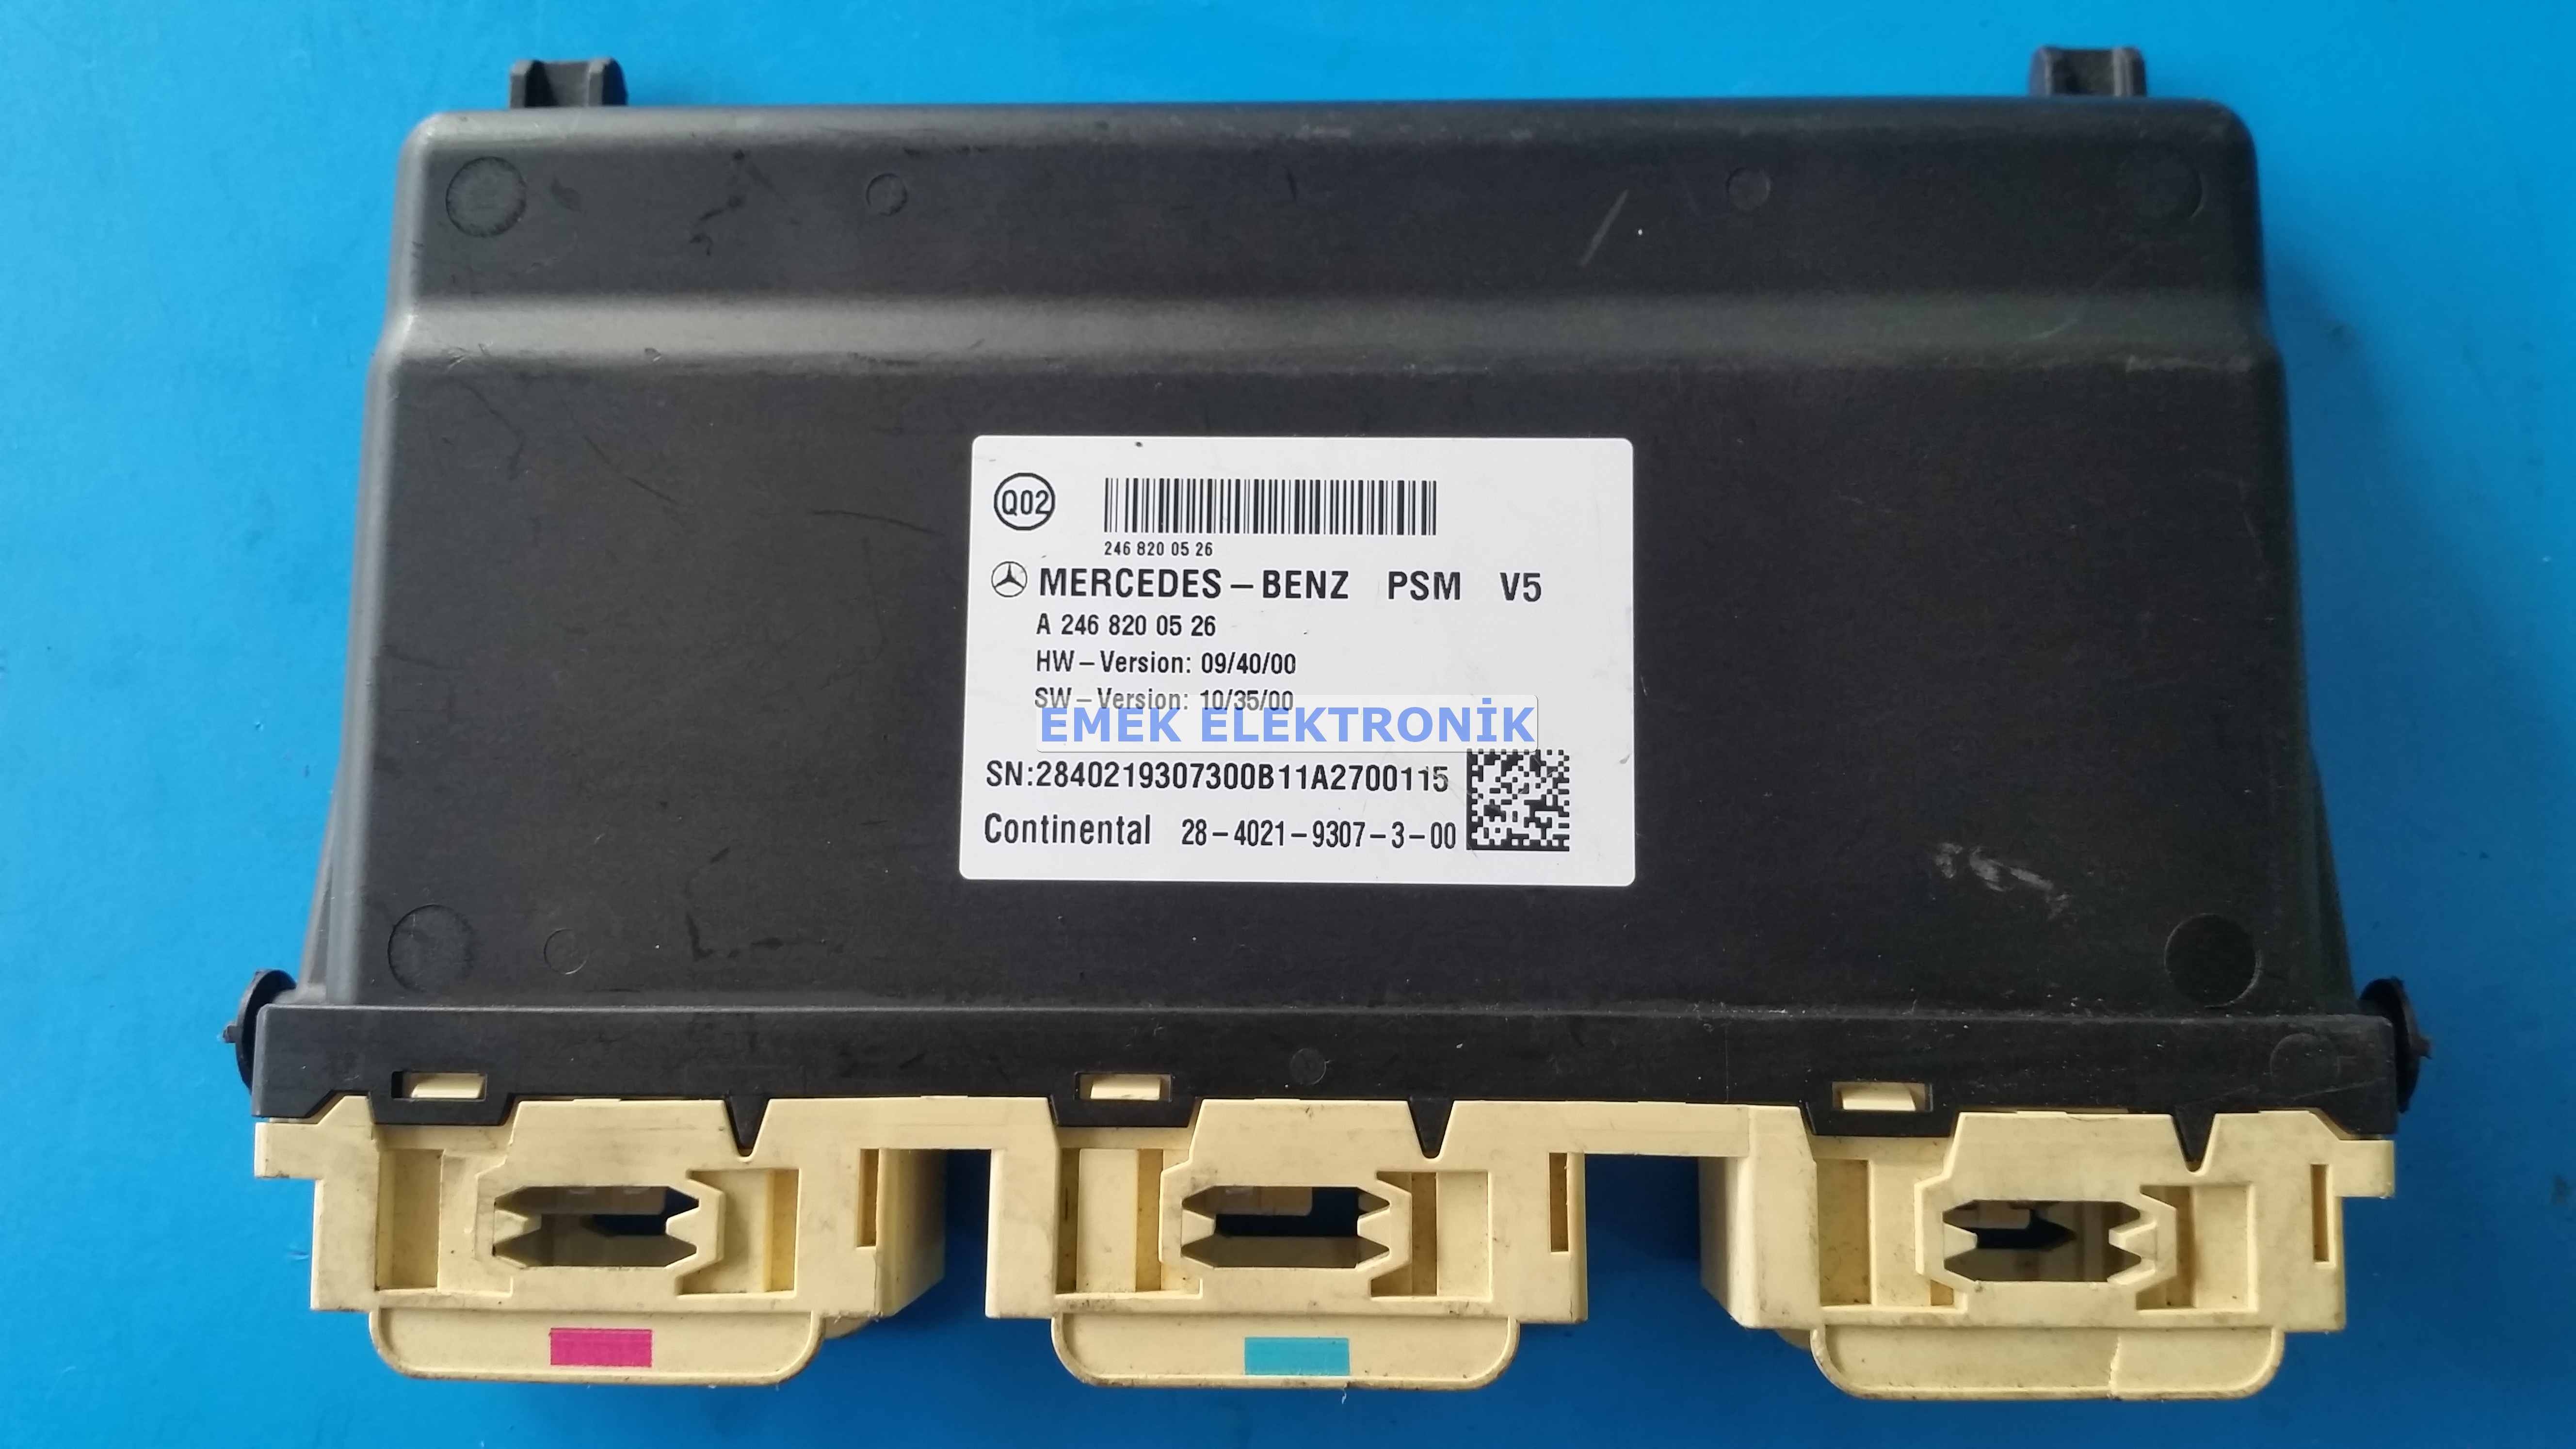 Q02
246 820 05 26
MERCEDES-BENZ PSM V5
A 246 820 05 26
HW-Version: 09/40/00
SW-Version: 10/35/00
EMEK ELEKTRONİK
SN:2840219307300B11A2700115
Continental 28-4021-9307-3-00